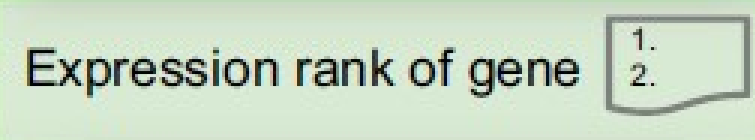 Expression rank of gene
1.
2.